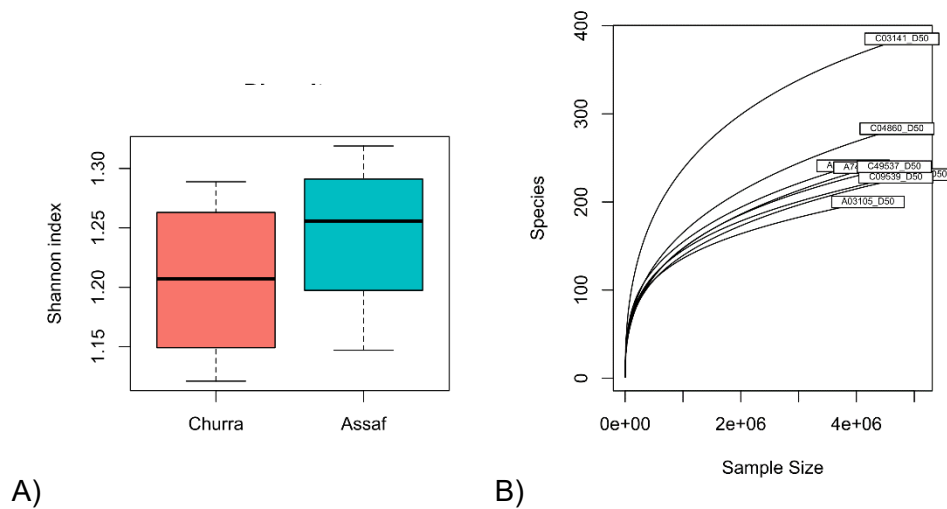 Shannon index
1.30
1.25
1.20
1.15
Churra
Assaf
A)
Species
400
300
200
100
0
C03141_D50
C04860_D50
C49537_D50
C09539_D50
A03105_D50
0e+00
2e+06
4e+06
Sample Size
B)